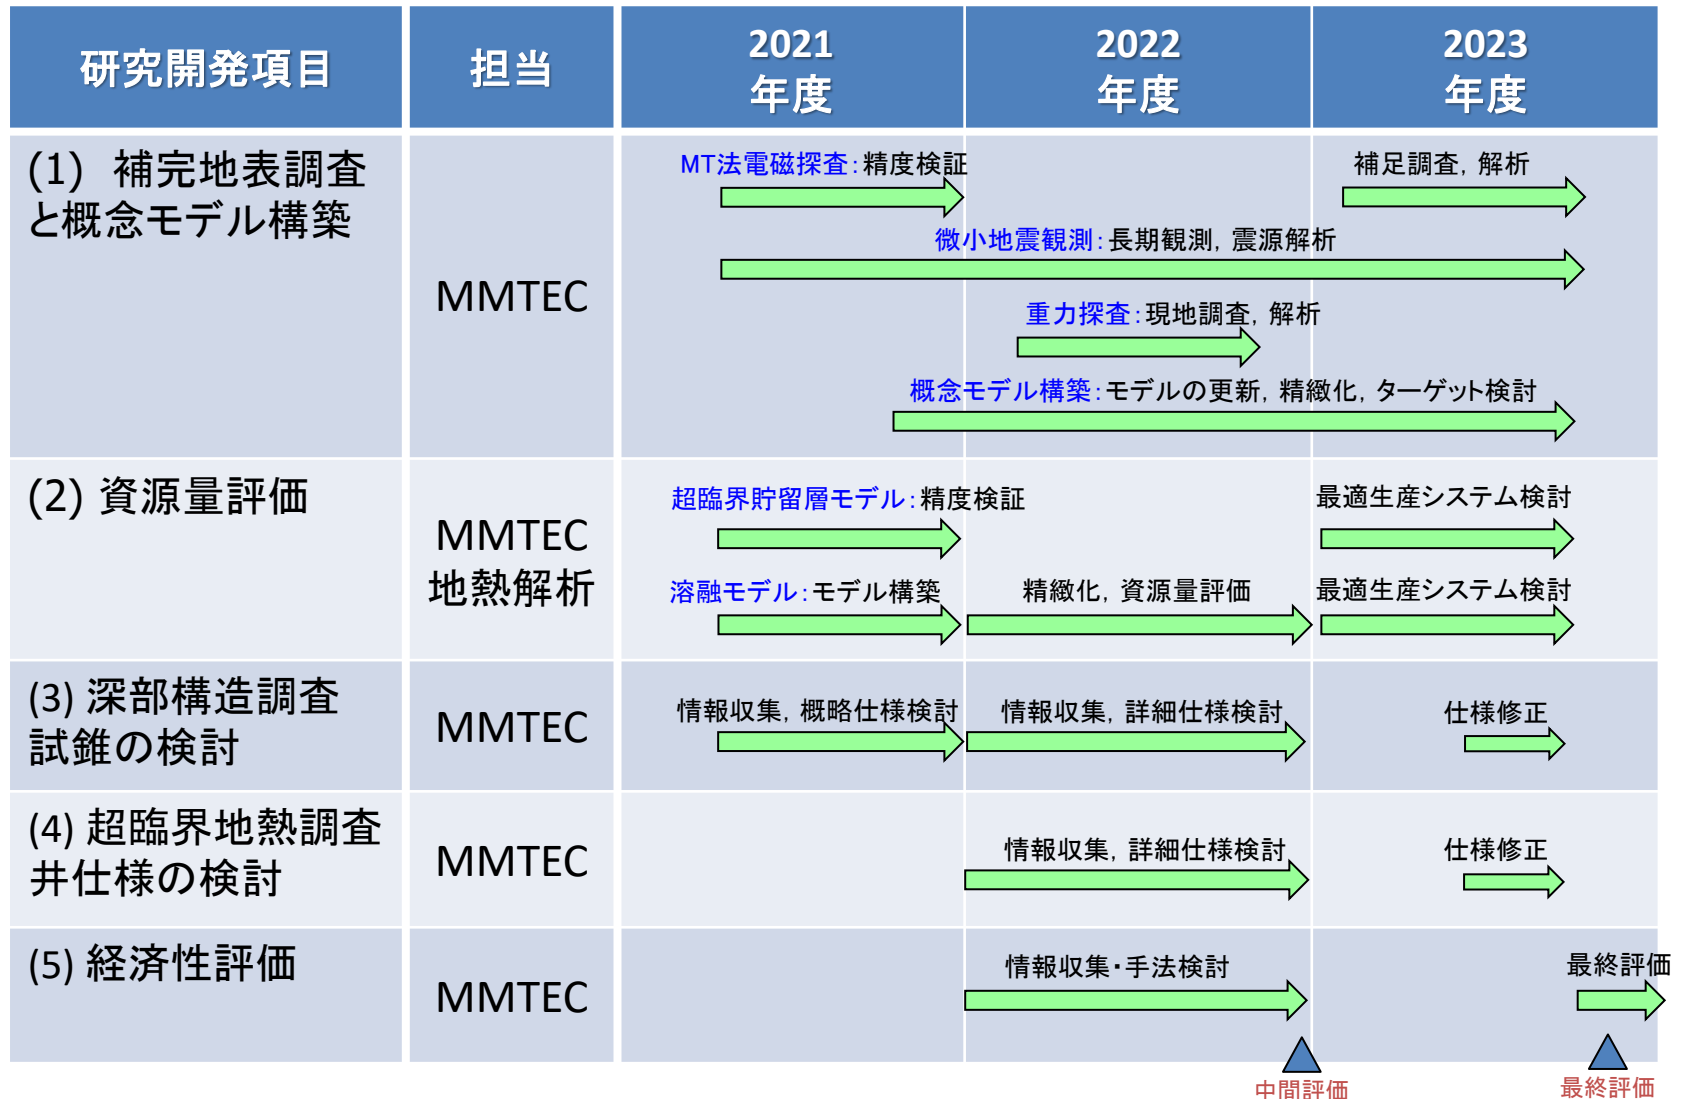 研究開発項目
担当
2021
年度
2022
年度
2023
年度
(1) 補完地表調査
と概念モデル構築
MMTEC
MT法電磁探査：精度検証
補足調査, 解析
微小地震観測：長期観測, 震源解析
重力探査：現地調査, 解析
概念モデル構築：モデルの更新, 精緻化, ターゲット検討
(2) 資源量評価
MMTEC
地熱解析
超臨界貯留層モデル：精度検証
最適生産システム検討
溶融モデル：モデル構築
精緻化, 資源量評価
最適生産システム検討
(3) 深部構造調査
試錐の検討
MMTEC
情報収集, 概略仕様検討
情報収集, 詳細仕様検討
仕様修正
(4) 超臨界地熱調査
井仕様の検討
MMTEC
情報収集, 詳細仕様検討
仕様修正
(5) 経済性評価
MMTEC
情報収集・手法検討
最終評価
中間評価
最終評価